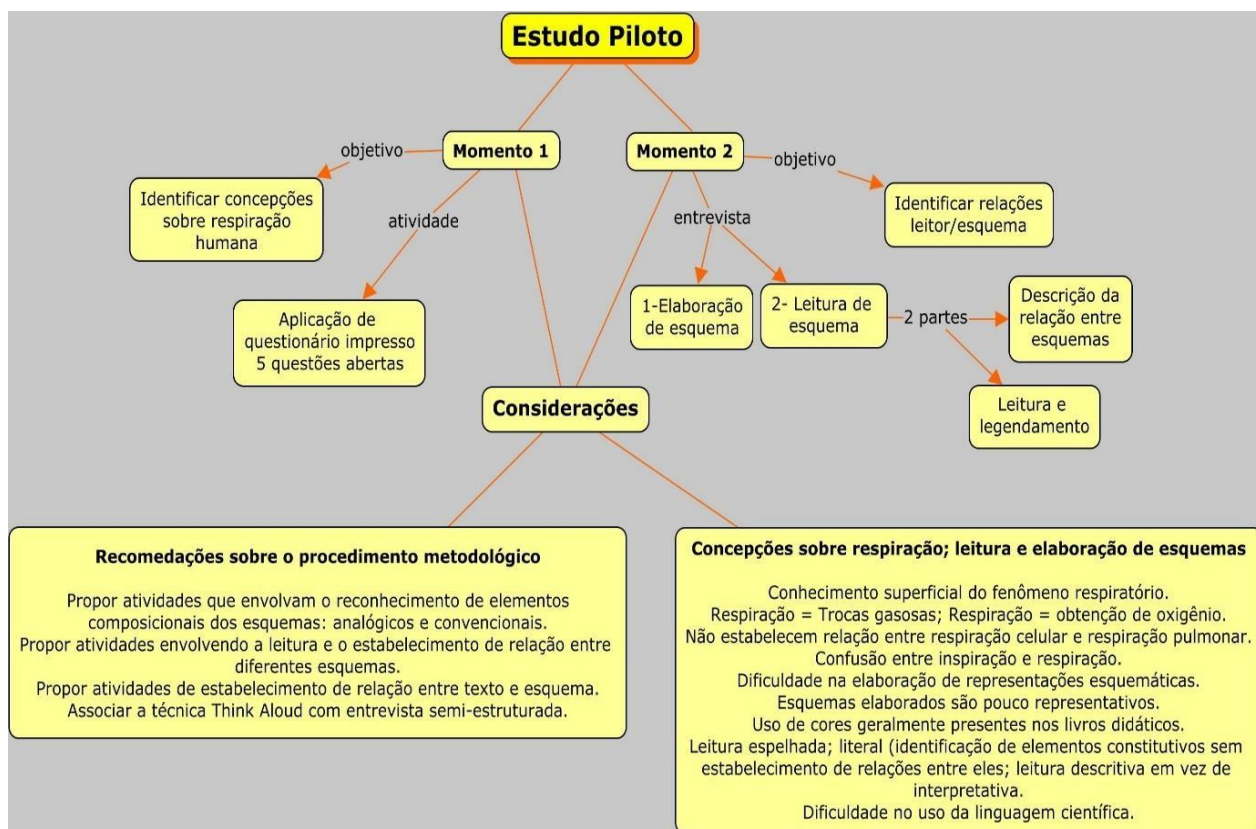 Estudo Piloto
Momento 1
objetivo
Identificar concepções
sobre respiração
humana
atividade
Aplicação de
questionário impresso
5 questões abertas
Momento 2
objetivo
Identificar relações
leitor/esquema
entrevista
1-Elaboração
de esquema
2- Leitura de
esquema
2 partes
Descrição da
relação entre
esquemas
Leitura e
legendamento
Considerações
Recomedações sobre o procedimento metodológico
Propor atividades que envolvam o reconhecimento de elementos
composicionais dos esquemas: analógicos e convencionais.
Propor atividades envolvendo a leitura e o estabelecimento de relação entre
diferentes esquemas.
Propor atividades de estabelecimento de relação entre texto e esquema.
Associar a técnica Think Aloud com entrevista semi-estruturada.
Concepções sobre respiração; leitura e elaboração de esquemas
Conhecimento superficial do fenômeno respiratório.
Respiração = Trocas gasosas; Respiração = obtenção de oxigênio.
Não estabelecem relação entre respiração celular e respiração pulmonar.
Confusão entre inspiração e respiração.
Dificuldade na elaboração de representações esquemáticas.
Esquemas elaborados são pouco representativos.
Uso de cores geralmente presentes nos livros didáticos.
Leitura espelhada; literal (identificação de elementos constitutivos sem
estabelecimento de relações entre eles; leitura descritiva em vez de
interpretativa.
Dificuldade no uso da linguagem científica.